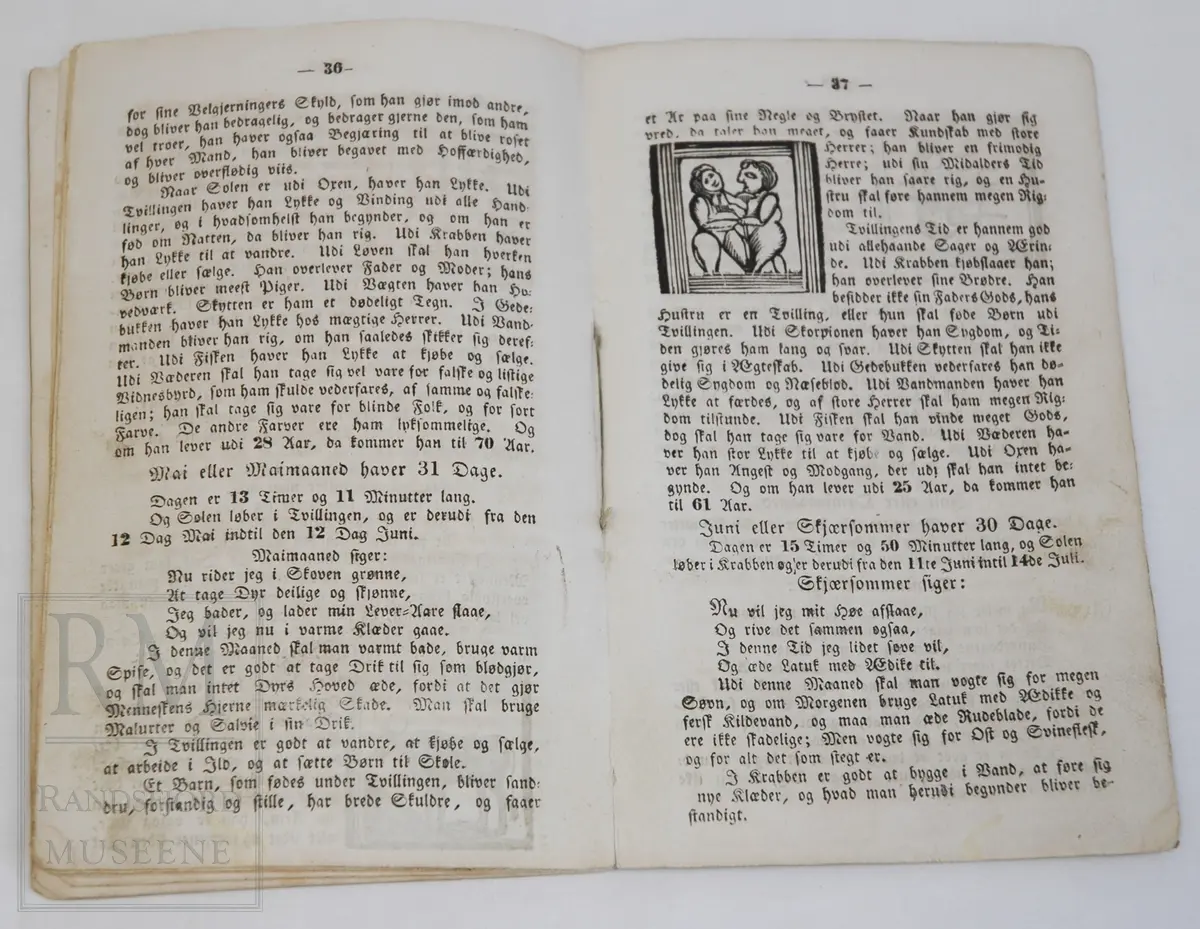 — 36 –
for sine Velgjerningers Skyld, som han gjør imod andre,
dog bliver han bedragelig, og bedrager gjerne den, som ham
vel troer, han haver ogsaa Begjæring til at blive roset
af hver Mand, han bliver begavet med Hoffærdighed,
og bliver overflødig viis.
Naar Solen er udi Oxen, haver han Lykke. Udi
Tvillingen haver han Lykke og Vinding udi alle Hand-
linger, og i hvadsomhelst han begynder, og om han er
fød om Natten, da bliver han rig. Udi Krabben haver
han Lykke til at vandre. Udi Løven skal han hverken
kjøbe eller sælge. Han overlever Fader og Moder; hans
Børn bliver meest Piger. Udi Vægten haver han Ho-
vedværk. Skytten er ham et dødeligt Tegn. I Gede-
bukken haver han Lykke hos mægtige Herrer. Udi Vand-
manden bliver han rig, om han saaledes skikker sig deref-
ter. Udi Fisken haver han Lykke at kjøbe og sælge.
Udi Væderen skal han tage sig vel vare for falske og listige
Vidnesbyrd, som ham skulde vederfares, af samme og falske-
ligen; han skal tage sig vare for blinde Folk, og for sort
Farve. De andre Farver ere ham lyksommelige. Og
om han lever udi 28 Aar, da kommer han til 70 Aar.
Mai eller Maimaaned haver 31 Dage.
Dagen er 13 Timer og 11 Minutter lang.
Og Solen løber i Tvillingen, og er derudi fra den
12 Dag Mai indtil den 12 Dag Juni.
Maimaaned siger:
Nu rider jeg i Skoven grønne,
At tage Dyr deilige og skjønne,
Jeg bader, og lader min Lever-Aare slaae,
Og vil jeg nu i varme Klæder gaae.
I denne Maaned skal man varmt bade, bruge varm
Spise, og det er godt at tage Drik til sig som blødgjør,
og skal man intet Dyrs Hoved æde, fordi at det gjør
Menneskens Hjerne mærkelig Skade. Man skal bruge
Malurter og Salvie i sin Drik.
I Tvillingen er godt at vandre, at kjøbe og sælge,
at arbeide i Ild, og at sætte Børn til Skole.
Et Barn, som fødes under Tvillingen, bliver sand-
dru, forstandig og stille, har brede Skuldre, og faaer
— 37 —
et Ar paa sine Negle og Brystet. Naar han gjør sig
vred, da taler han meget, og faaer Kundskab med store
Herrer; han bliver en frimodig
Herre; udi sin Midalders Tid
bliver han saare rig, og en Hu-
stru skal føre hannem megen Rig-
dom til.
Tvillingens Tid er hannem god
udi allehaande Sager og Ærin-
de. Udi Krabben kjøbslaaer han;
han overlever sine Brødre. Han
besidder ikke sin Faders Gods, hans
Hustru er en Tvilling, eller hun skal føde Børn udi
Tvillingen. Udi Skorpionen haver han Sygdom, og Ti-
den gjøres ham lang og svar. Udi Skytten skal han ikke
give sig i Ægteskab. Udi Gedebukken vederfares han dø-
delig Sygdom og Næseblod. Udi Vandmanden haver han
Lykke at færdes, og af store Herrer skal ham megen Rig-
dom tilstunde. Udi Fisken skal han vinde meget Gods,
dog skal han tage sig vare for Vand. Udi Væderen ha-
ver han stor Lykke til at kjøbe og sælge. Udi Oxen ha-
ver han Angest og Modgang, der udi skal han intet be-
gynde. Og om han lever udi 25 Aar, da kommer han
til 61 Aar.
Juni eller Skjærsommer haver 30 Dage.
Dagen er 15 Timer og 50 Minutter lang, og Solen
løber i Krabben og er derudi fra den 11te Juni intil 14de Juli.
Skjærsommer siger:
Nu vil jeg mit Høe afslaae,
Og rive det sammen ogsaa,
I denne Tid jeg lidet sove vil,
Og æde Latuk med Ædike til.
Udi denne Maaned skal man vogte sig for megen
Søvn, og om Morgenen bruge Latuk med Ædikke og
fersk Kildevand, og maa man æde Rudeblade, fordi de
ere ikke skadelige; Men vogte sig for Ost og Svineflesk,
og for alt det som stegt er.
I Krabben er godt at bygge i Vand, at føre sig
nye Klæder, og hvad man herudi begynder bliver be-
standigt.
RM
RANDS
MUSEENE